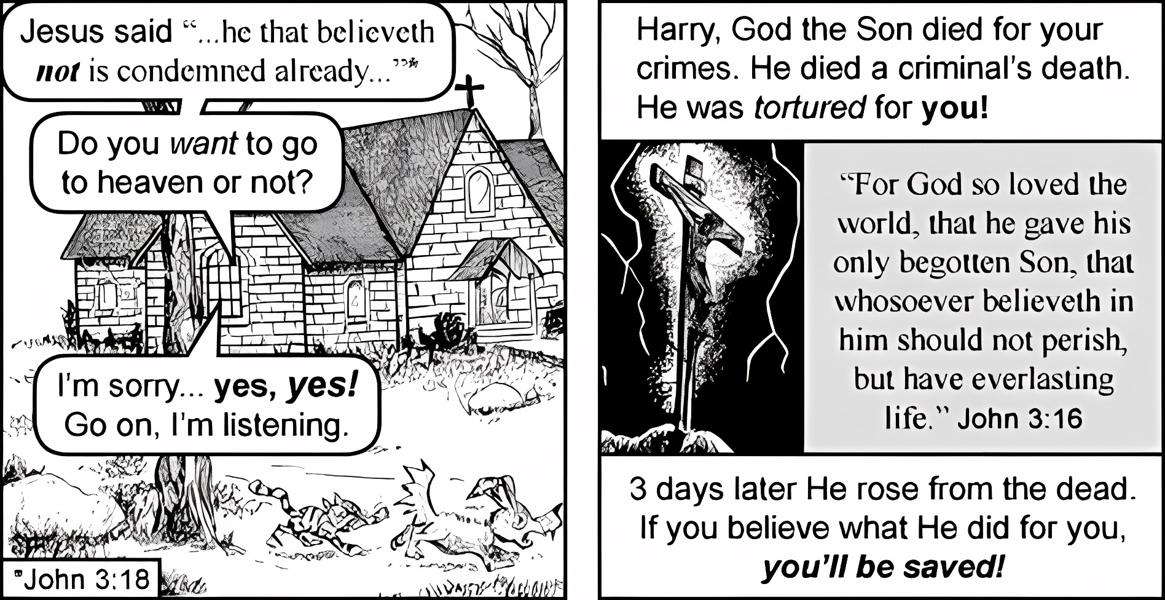 Jesus said “...he that believeth
not is condemned already...”*
Do you want to go
to heaven or not?
I'm sorry... yes, yes!
Go on, I'm listening.
*John 3:18
Harry, God the Son died for your
crimes. He died a criminal's death.
He was tortured for you!
“For God so loved the
world, that he gave his
only begotten Son, that
whosoever believeth in
him should not perish,
but have everlasting
life.” John 3:16
3 days later He rose from the dead.
If you believe what He did for you,
you'll be saved!